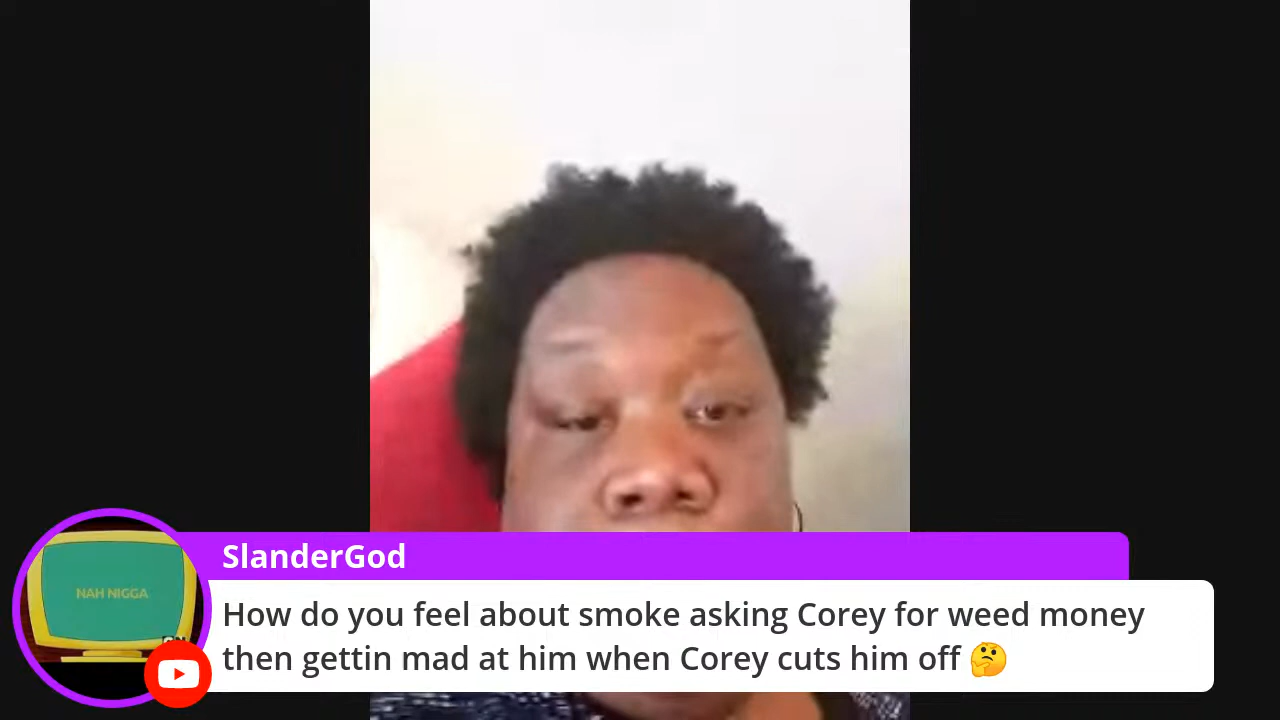 SlanderGod
NAH NIGGA
How do you feel about smoke asking Corey for weed money
then gettin mad at him when Corey cuts him off 🤔